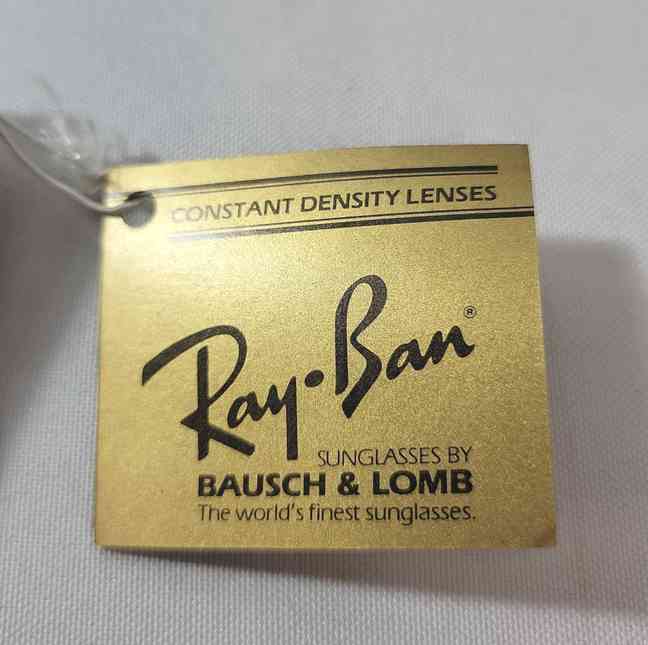 CONSTANT DENSITY LENSES
Ray·Ban®
SUNGLASSES BY
BAUSCH & LOMB
The world's finest sunglasses.